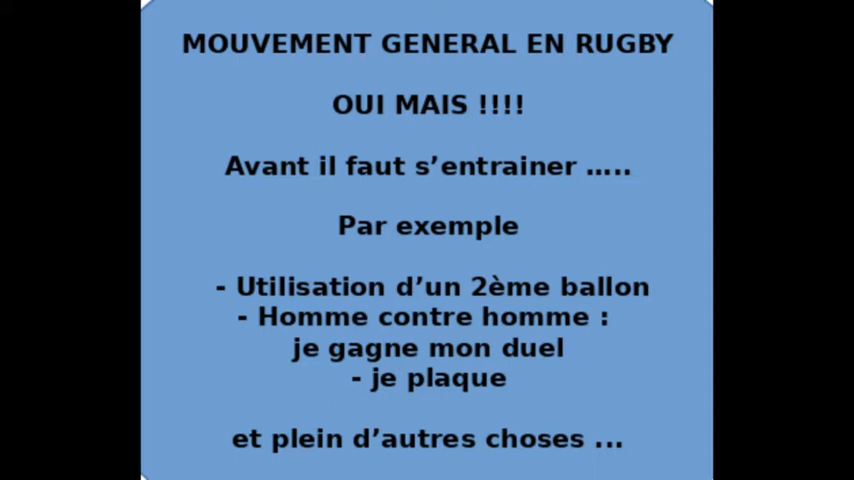 MOUVEMENT GENERAL EN RUGBY
OUI MAIS !!!!
Avant il faut s’entrainer .....
Par exemple
- Utilisation d’un 2ème ballon
- Homme contre homme :
je gagne mon duel
- je plaque
et plein d’autres choses ...